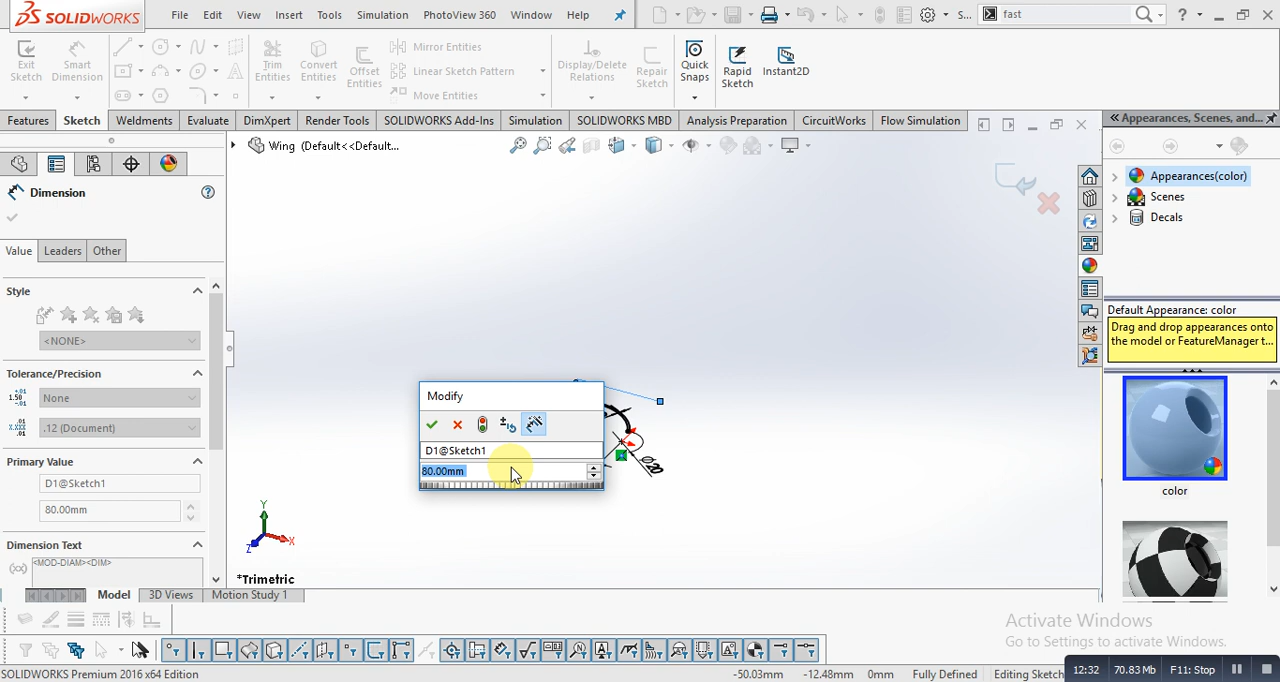 SOLIDWORKS File Edit View Insert Tools Simulation PhotoView 360 Window Help S... fast
Exit Sketch
Smart Dimension
Trim Entities
Convert Entities
Offset Entities
Mirror Entities
Linear Sketch Pattern
Move Entities
Display/Delete Relations
Repair Sketch
Quick Snaps
Rapid Sketch
Instant2D
Features Sketch Weldments Evaluate DimXpert Render Tools SOLIDWORKS Add-Ins Simulation SOLIDWORKS MBD Analysis Preparation CircuitWorks Flow Simulation
Appearances, Scenes, and...
Wing (Default<<Default...
Dimension
Value Leaders Other
Style
<NONE>
Tolerance/Precision
None
.12 (Document)
Primary Value
D1@Sketch1
80.00mm
Dimension Text
<MOD-DIAM><DIM>
Modify
D1@Sketch1
80.00mm
Ø20
Y
X
Z
*Trimetric
Appearances(color)
Scenes
Decals
Default Appearance: color
Drag and drop appearances onto
the model or FeatureManager t...
color
Model 3D Views Motion Study 1
Activate Windows
Go to Settings to activate Windows.
SOLIDWORKS Premium 2016 x64 Edition -50.03mm -12.48mm 0mm Fully Defined Editing Sketch 12:32 70.83 Mb F11: Stop